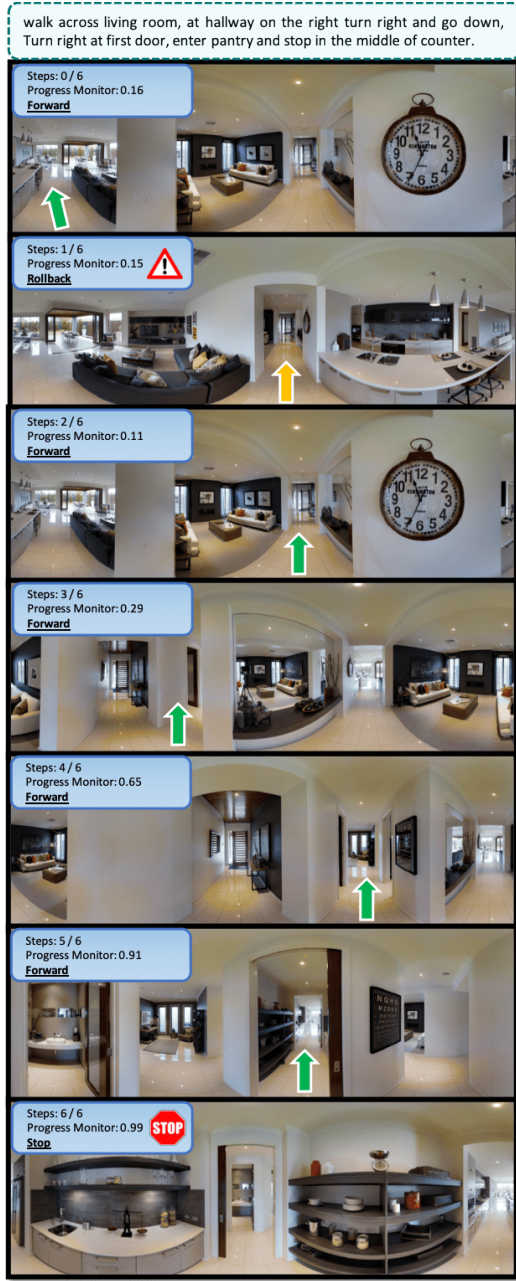 walk across living room, at hallway on the right turn right and go down,
Turn right at first door, enter pantry and stop in the middle of counter.
Steps: 0 / 6
Progress Monitor: 0.16
Forward
Steps: 1 / 6
Progress Monitor: 0.15
Rollback
Steps: 2 / 6
Progress Monitor: 0.11
Forward
Steps: 3 / 6
Progress Monitor: 0.29
Forward
Steps: 4 / 6
Progress Monitor: 0.65
Forward
Steps: 5 / 6
Progress Monitor: 0.91
Forward
Steps: 6 / 6
Progress Monitor: 0.99
Stop
STOP